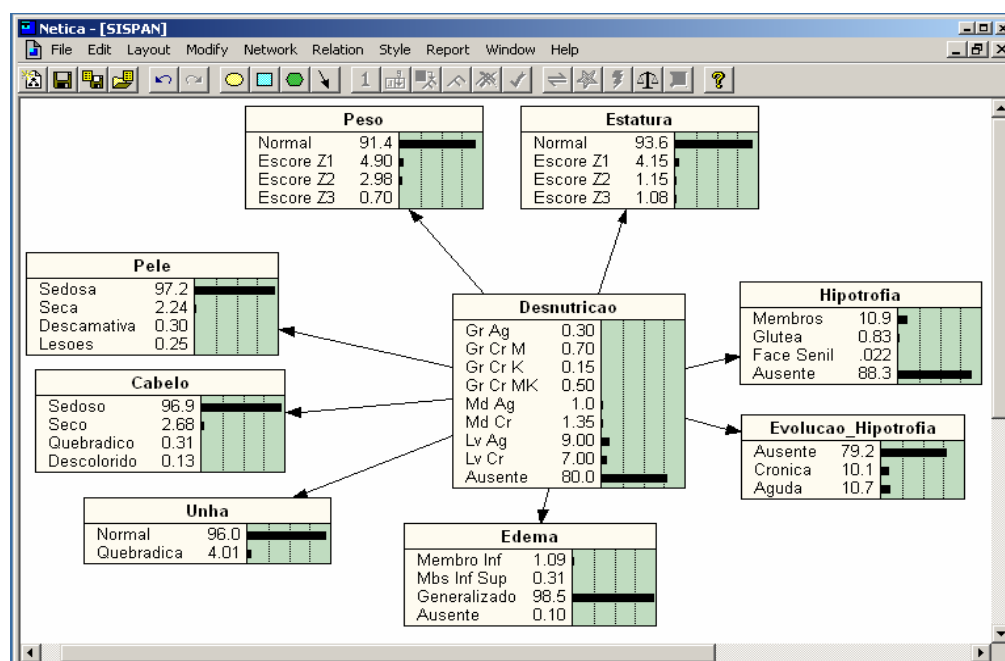 Netica - [SISPAN]
File Edit Layout Modify Network Relation Style Report Window Help
1 ?
Peso
Normal 91.4
Escore Z1 4.90
Escore Z2 2.98
Escore Z3 0.70
Estatura
Normal 93.6
Escore Z1 4.15
Escore Z2 1.15
Escore Z3 1.08
Pele
Sedosa 97.2
Seca 2.24
Descamativa 0.30
Lesoes 0.25
Desnutricao
Gr Ag 0.30
Gr Cr M 0.70
Gr Cr K 0.15
Gr Cr MK 0.50
Md Ag 1.0
Md Cr 1.35
Lv Ag 9.00
Lv Cr 7.00
Ausente 80.0
Hipotrofia
Membros 10.9
Glutea 0.83
Face Senil .022
Ausente 88.3
Cabelo
Sedoso 96.9
Seco 2.68
Quebradico 0.31
Descolorido 0.13
Evolucao_Hipotrofia
Ausente 79.2
Cronica 10.1
Aguda 10.7
Unha
Normal 96.0
Quebradica 4.01
Edema
Membro Inf 1.09
Mbs Inf Sup 0.31
Generalizado 98.5
Ausente 0.10